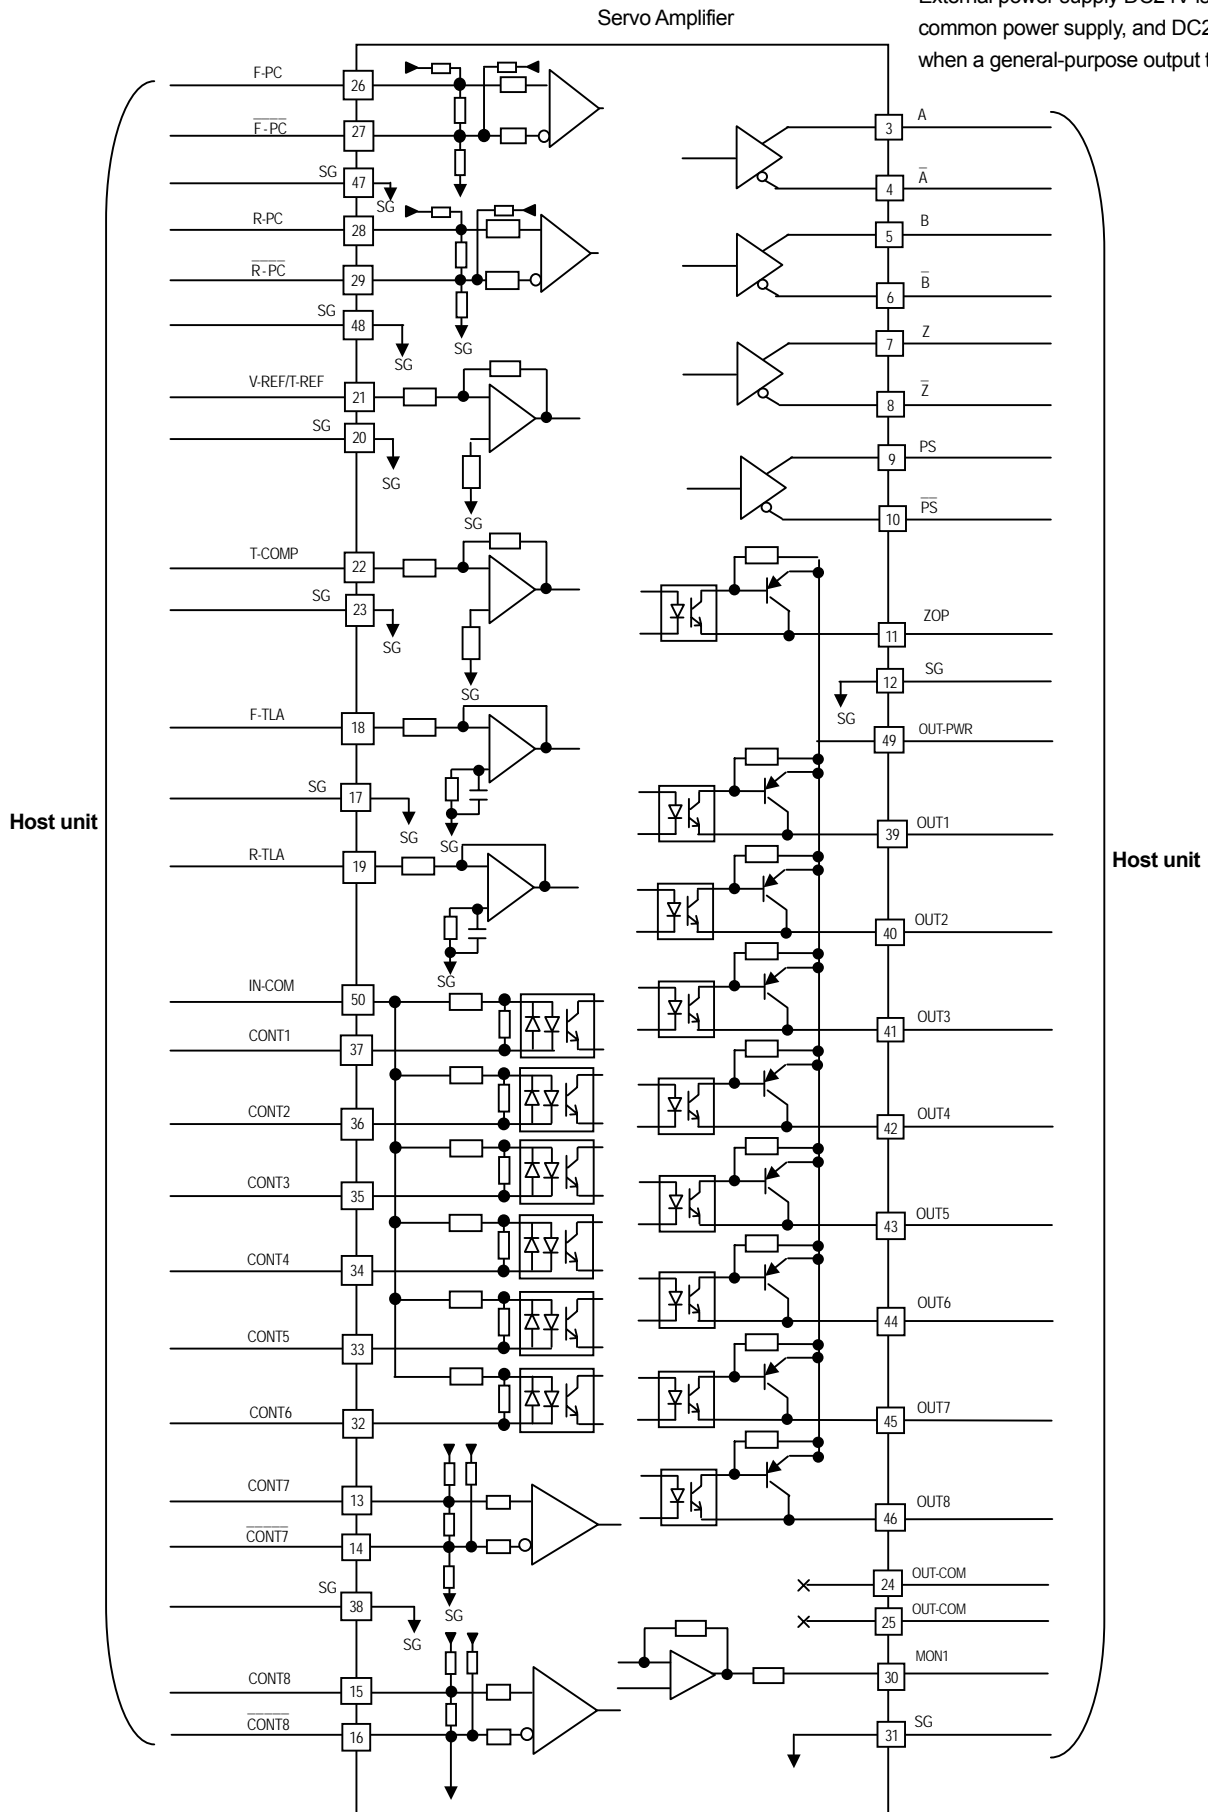 External power supply DC24V is
Servo Amplifier
common power supply, and DC2
when a general-purpose output t
F-PC 26
F-PC 27
SG 47
SG
R-PC 28
R-PC 29
SG 48
SG
SG
V-REF/T-REF 21
SG 20
SG
SG
T-COMP 22
SG 23
SG
SG
F-TLA 18
SG 17
SG
SG
Host unit
R-TLA 19
SG
IN-COM 50
CONT1 37
CONT2 36
CONT3 35
CONT4 34
CONT5 33
CONT6 32
CONT7 13
CONT7 14
SG
SG 38
SG
CONT8 15
CONT8 16
3 A
4 A
5 B
6 B
7 Z
8 Z
9 PS
10 PS
11 ZOP
12 SG
SG
49 OUT-PWR
39 OUT1
Host unit
40 OUT2
41 OUT3
42 OUT4
43 OUT5
44 OUT6
45 OUT7
46 OUT8
24 OUT-COM
25 OUT-COM
30 MON1
31 SG